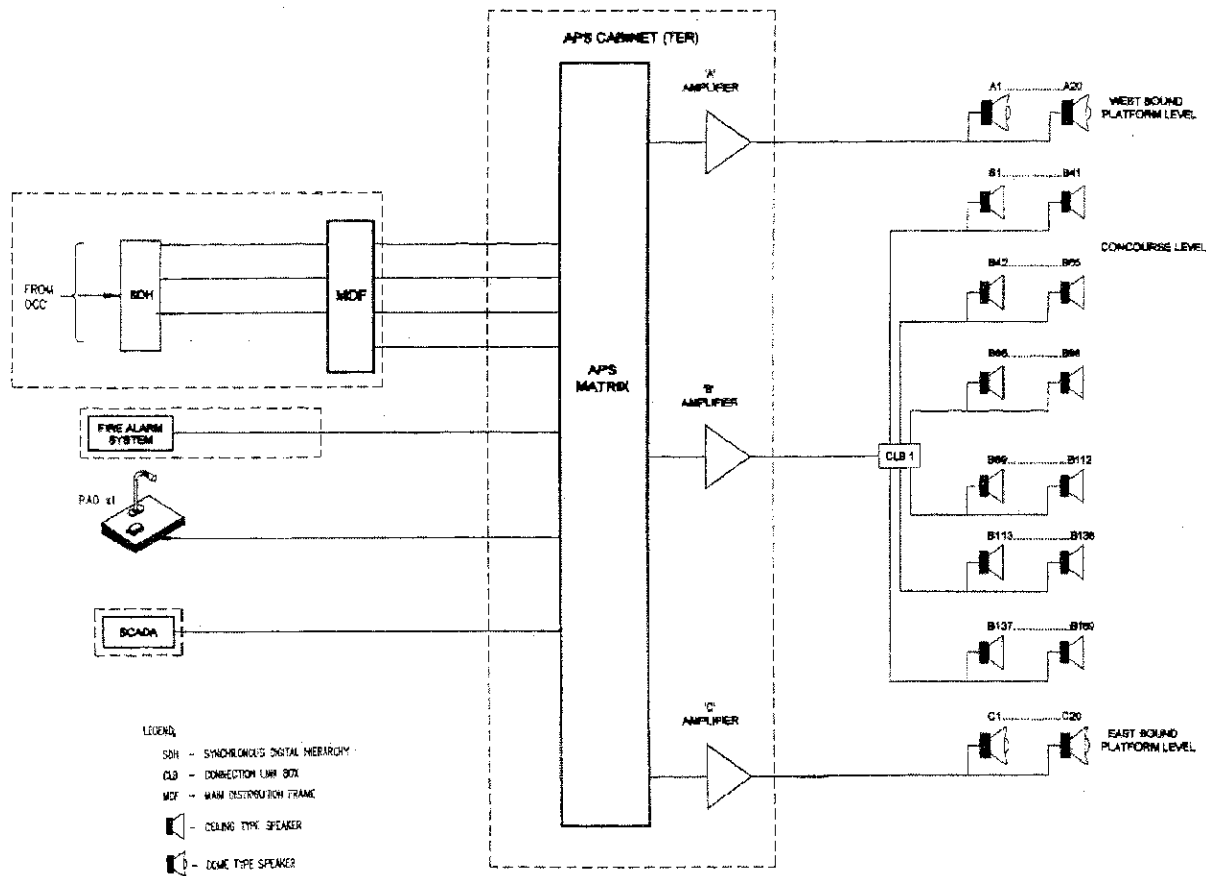 APS CABINET (TER)
'A'
AMPLIFIER
A1..................A20
WEST BOUND
PLATFORM LEVEL
B1..................B41
CONCOURSE LEVEL
FROM
OCC
SDH
MDF
B42..................B65
APS
MATRIX
'B'
AMPLIFIER
FIRE ALARM
SYSTEM
CLB 1
B112
B113..................B136
SCADA
B137..................
'C'
AMPLIFIER
C1..................C20
EAST BOUND
PLATFORM LEVEL
LEGEND,
SDH - SYNCHRONOUS DIGITAL HIERARCHY
CLB - CONNECTION LINK BOX
MDF - MAIN DISTRIBUTION FRAME
- CEILING TYPE SPEAKER
- DOME TYPE SPEAKER